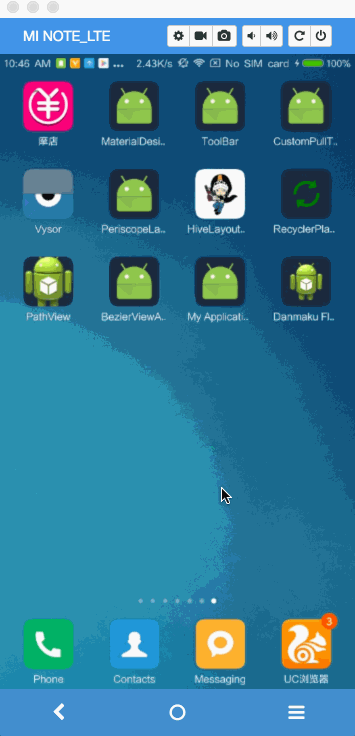 MI NOTE_LTE
10:46 AM ... 2.43K/s No SIM card 100%
摩店 MaterialDesi.. ToolBar CustomPullT..
Vysor PeriscopeLa.. HiveLayout.. RecyclerPla..
PathView BezierViewA.. My Applicati.. Danmaku Fl..
3
Phone Contacts Messaging UC浏览器